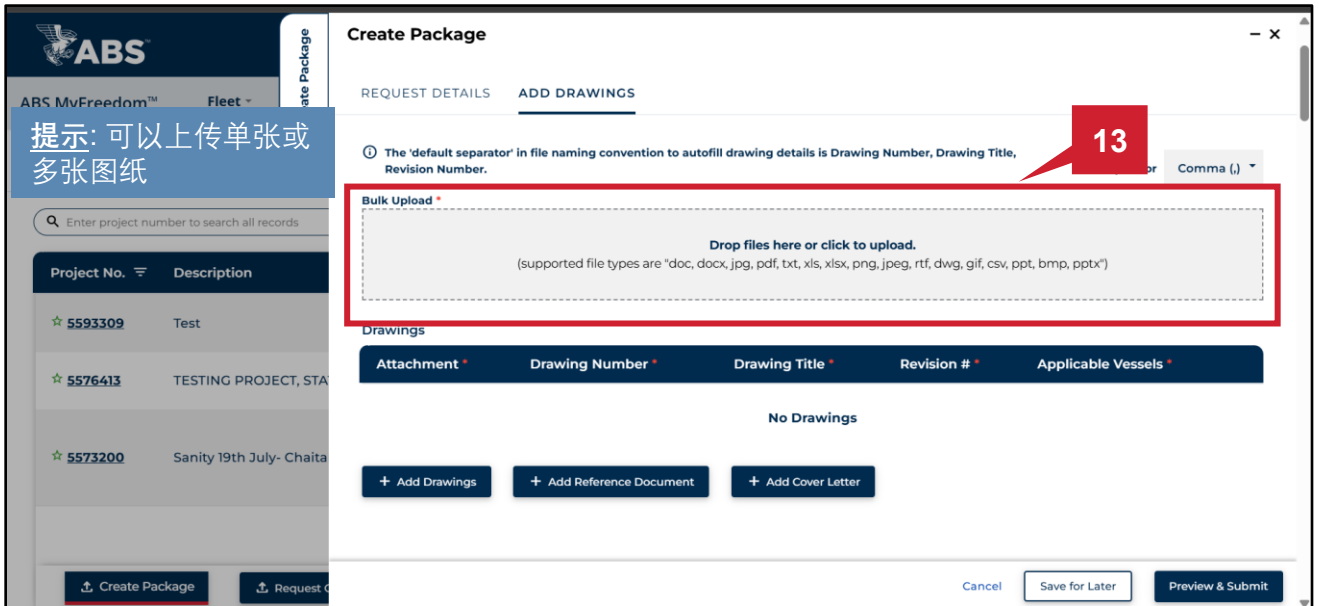 ABS
Create Package
ate Package
ABS MyFreedom™
Fleet
提示: 可以上传单张或
多张图纸
Enter project number to search all records
Project No.
Description
5593309
Test
5576413
TESTING PROJECT, STA
5573200
Sanity 19th July- Chaita
Create Package
Request
Create Package
REQUEST DETAILS
ADD DRAWINGS
The 'default separator' in file naming convention to autofill drawing details is Drawing Number, Drawing Title,
Revision Number.
13
or
Comma (,)
Bulk Upload *
Drop files here or click to upload.
(supported file types are "doc, docx, jpg, pdf, txt, xls, xlsx, png, jpeg, rtf, dwg, gif, csv, ppt, bmp, pptx")
Drawings
Attachment *
Drawing Number *
Drawing Title *
Revision # *
Applicable Vessels *
No Drawings
+ Add Drawings
+ Add Reference Document
+ Add Cover Letter
Cancel
Save for Later
Preview & Submit